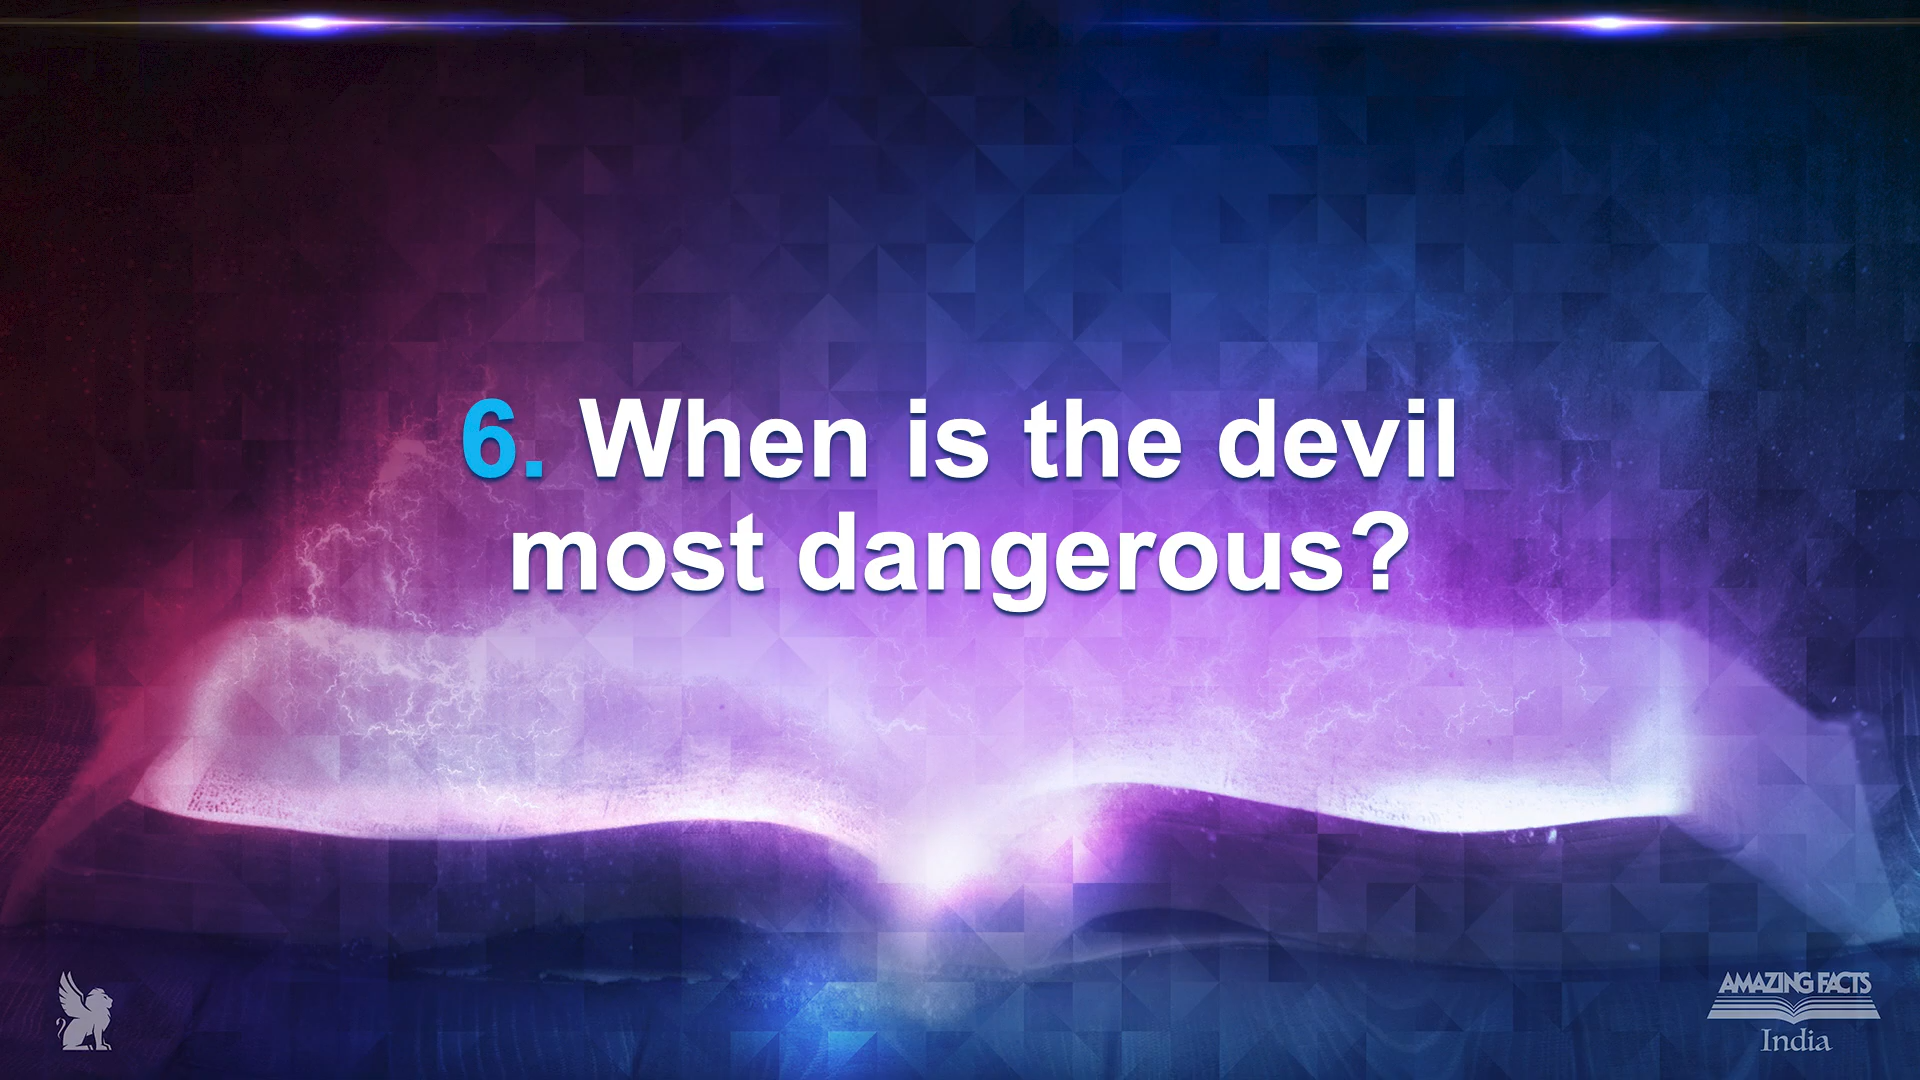 6. When is the devil
most dangerous?
AMAZING FACTS
India